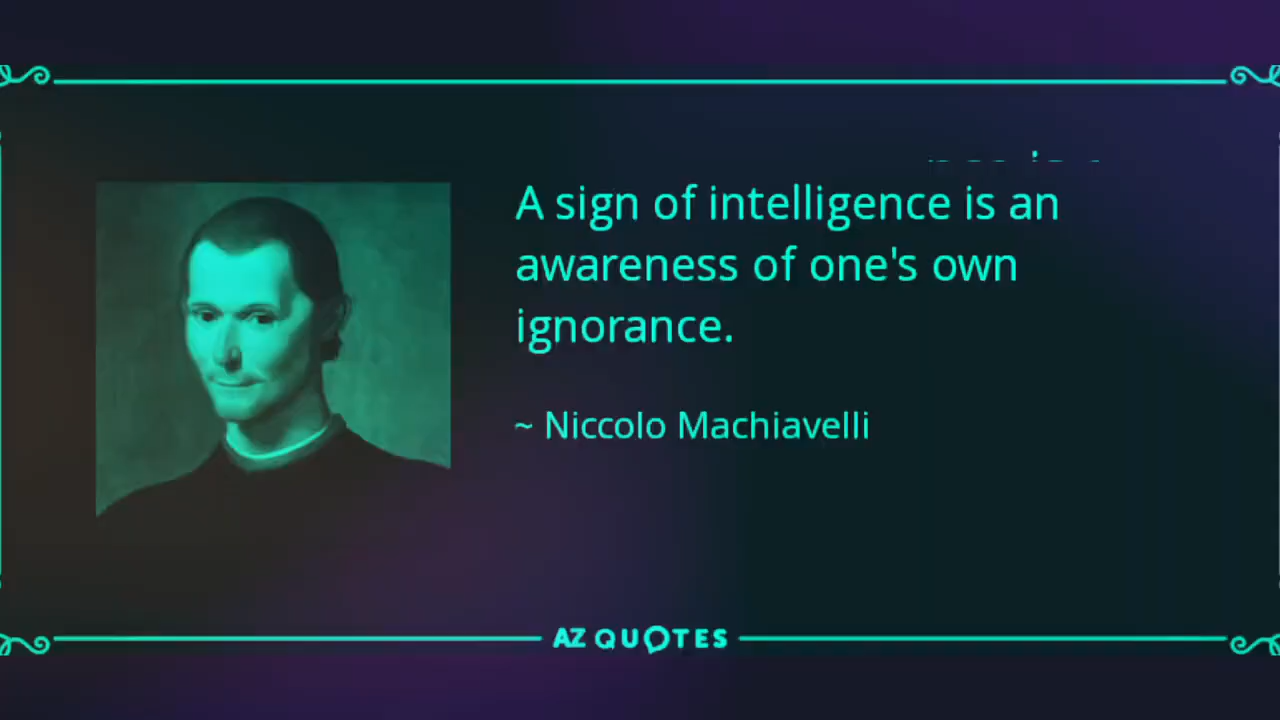 A sign of intelligence is an
awareness of one's own
ignorance.
~ Niccolo Machiavelli
AZ QUOTES